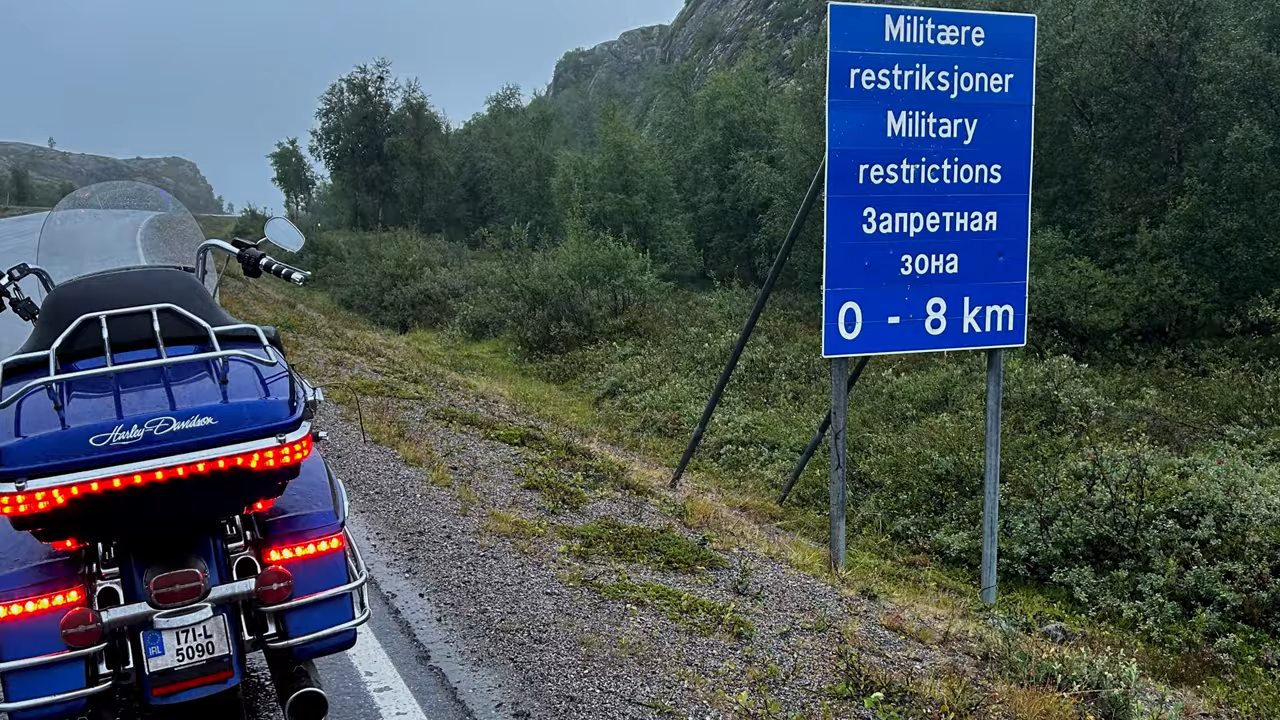 Militære
restriksjoner
Military
restrictions
Запретная
зона
0 - 8 km
Harley-Davidson
IRL
171-L
5090